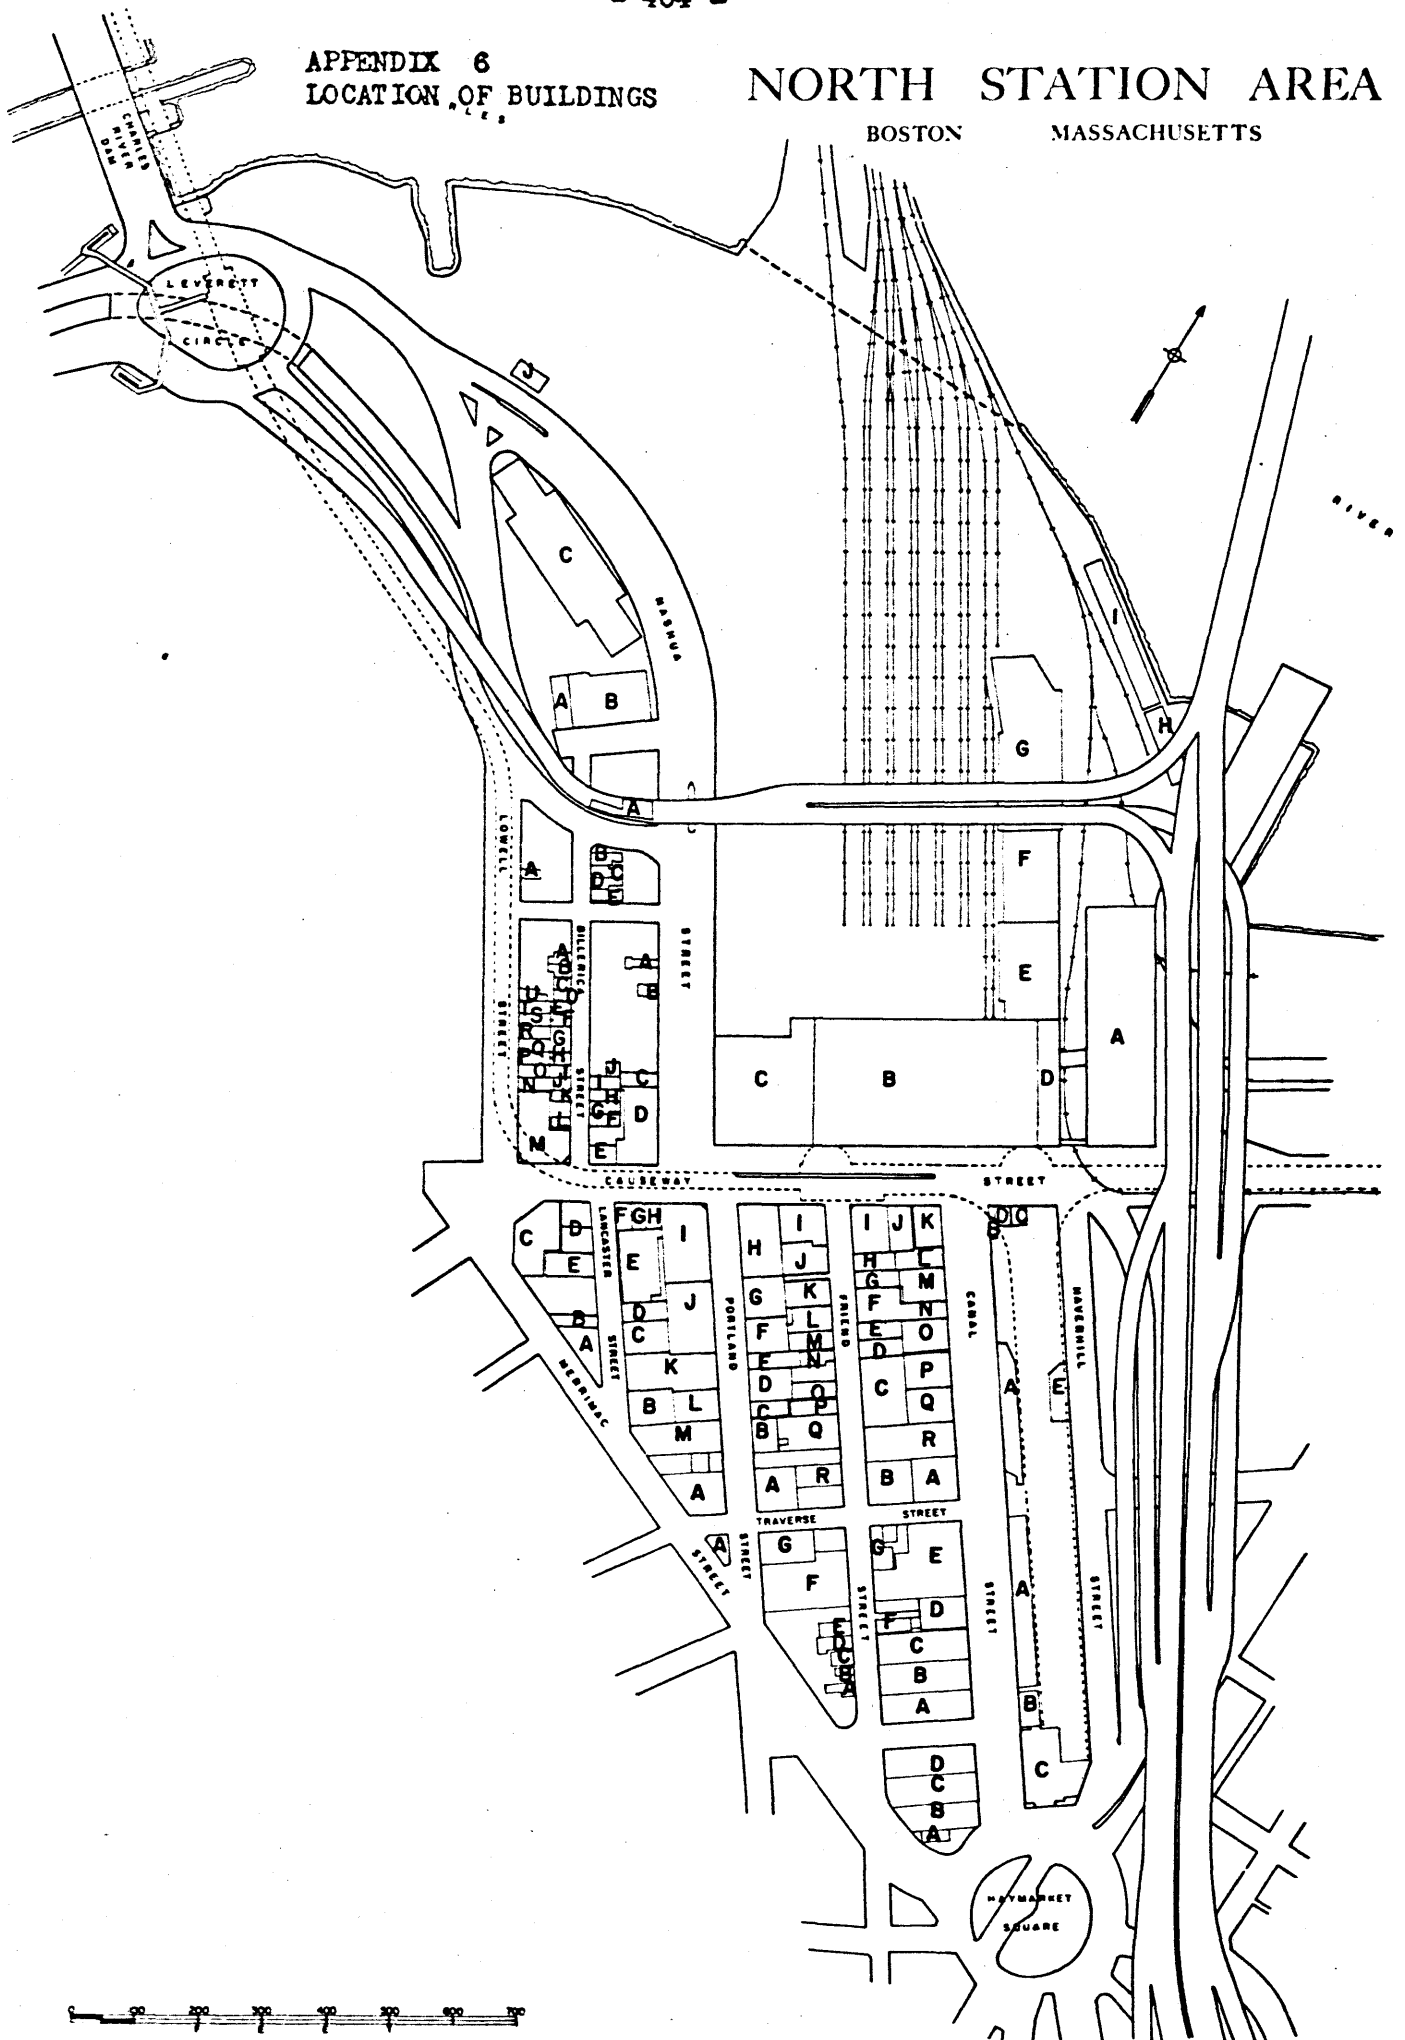 - 464 -
APPENDIX 6
LOCATION OF BUILDINGS
NORTH STATION AREA
BOSTON MASSACHUSETTS
CHARLES
RIVER
DAM
LEVERETT
CIRCLE
J
RIVER
C
NASHUA
I
A B
H
G
A
LOWELL
B
C
D
E
A
F
BILLERICA
STREET
A
B
E
A
B
C
D
E
F
G
H
I
J
K
L
M
N
O
P
Q
R
S
T
U
STREET
STREET
J
I
C
H
G
F
D
E
C B D
A
CAUSEWAY STREET
C
D
E
B
A
LANCASTER
STREET
F G H
I
E
J
D
C
K
B L
M
A
MERRIMAC
STREET
PORTLAND
STREET
H
I
J
G
K
F
L
M
E
N
D
O
C
P
B
Q
A
R
FRIEND
STREET
I J K
H
L
G
M
F
N
E
O
D
C
P
Q
R
B A
CANAL
STREET
D C
B
A
E
HAVERHILL
STREET
TRAVERSE STREET
A
G
F
E
D
C
B
A
G
E
F
D
C
B
A
A
B
C
D
C
B
A
HAYMARKET
SQUARE
0 100 200 300 400 500 600 700